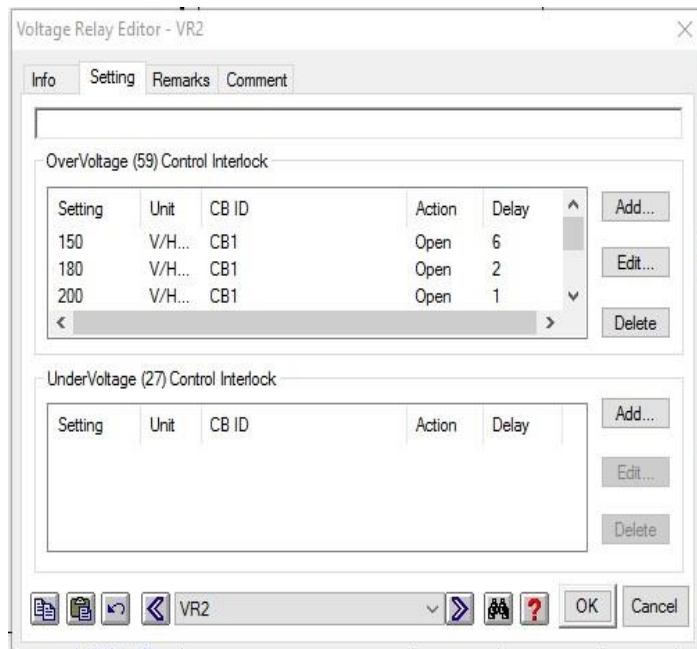 Voltage Relay Editor - VR2
Info Setting Remarks Comment
OverVoltage (59) Control Interlock
Setting Unit CB ID Action Delay
150 V/H... CB1 Open 6
180 V/H... CB1 Open 2
200 V/H... CB1 Open 1
Add...
Edit...
Delete
UnderVoltage (27) Control Interlock
Setting Unit CB ID Action Delay
Add...
Edit...
Delete
VR2
? OK Cancel